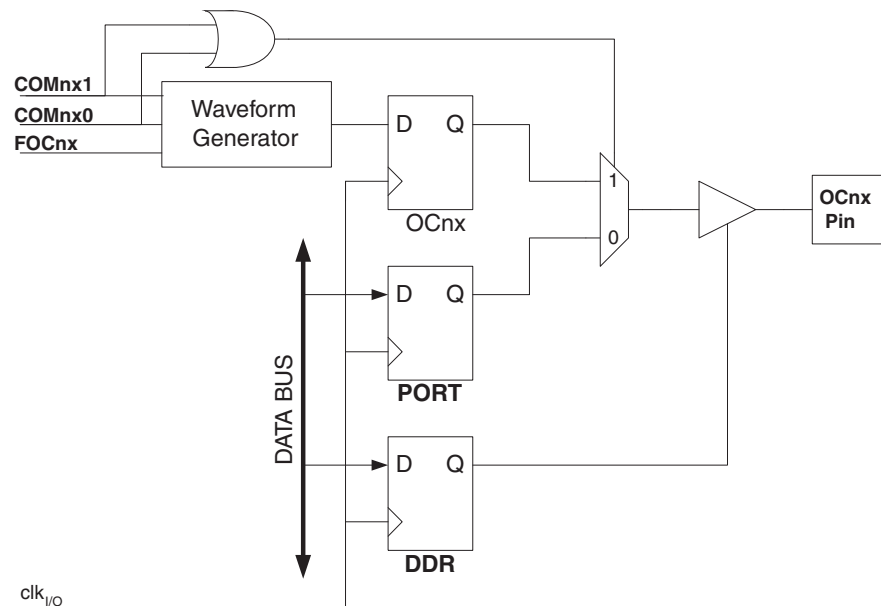 COMnx1
COMnx0
FOCnx
Waveform
Generator
D Q
OCnx
1
0
OCnx
Pin
DATA BUS
D Q
PORT
D Q
DDR
clkI/O